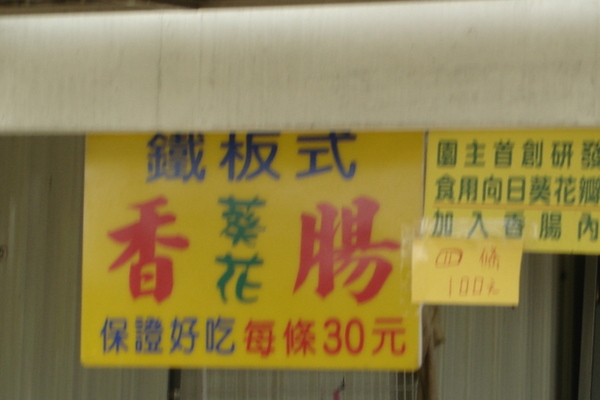 鐵板式
香葵花腸
保證好吃每條30元
園主首創研發
食用向日葵花瓣
加入香腸內
四條
100元